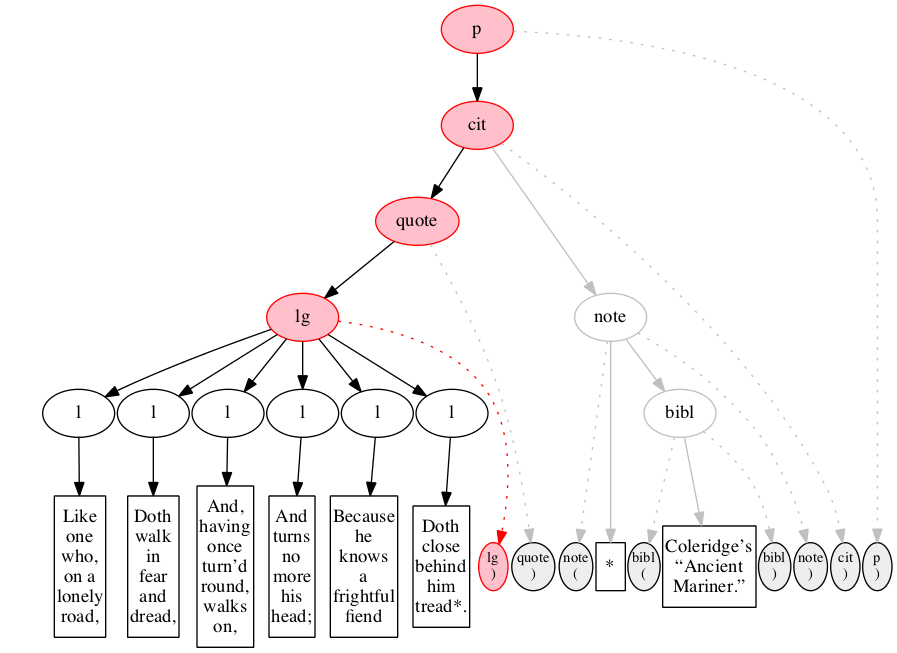 p
cit
quote
lg
note
l
l
l
l
l
l
bibl
Like
one
who,
on a
lonely
road,
Doth
walk
in
fear
and
dread,
And,
having
once
turn’d
round,
walks
on,
And
turns
no
more
his
head;
Because
he
knows
a
frightful
fiend
Doth
close
behind
him
tread*.
lg
)
quote
)
note
(
*
bibl
(
Coleridge’s
“Ancient
Mariner.”
bibl
)
note
)
cit
)
p
)